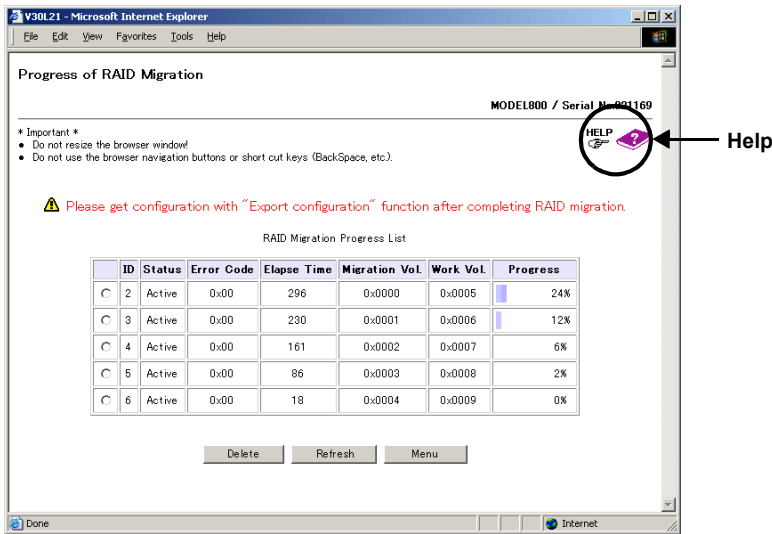 V30L21 - Microsoft Internet Explorer
File Edit View Favorites Tools Help
Progress of RAID Migration
MODEL800 / Serial No.021169
HELP
* Important *
• Do not resize the browser window!
• Do not use the browser navigation buttons or short cut keys (BackSpace, etc.).
Help
Please get configuration with "Export configuration" function after completing RAID migration.
RAID Migration Progress List
ID Status Error Code Elapse Time Migration Vol. Work Vol. Progress
2 Active 0x00 296 0x0000 0x0005 24%
3 Active 0x00 230 0x0001 0x0006 12%
4 Active 0x00 161 0x0002 0x0007 6%
5 Active 0x00 86 0x0003 0x0008 2%
6 Active 0x00 18 0x0004 0x0009 0%
Delete Refresh Menu
Done Internet